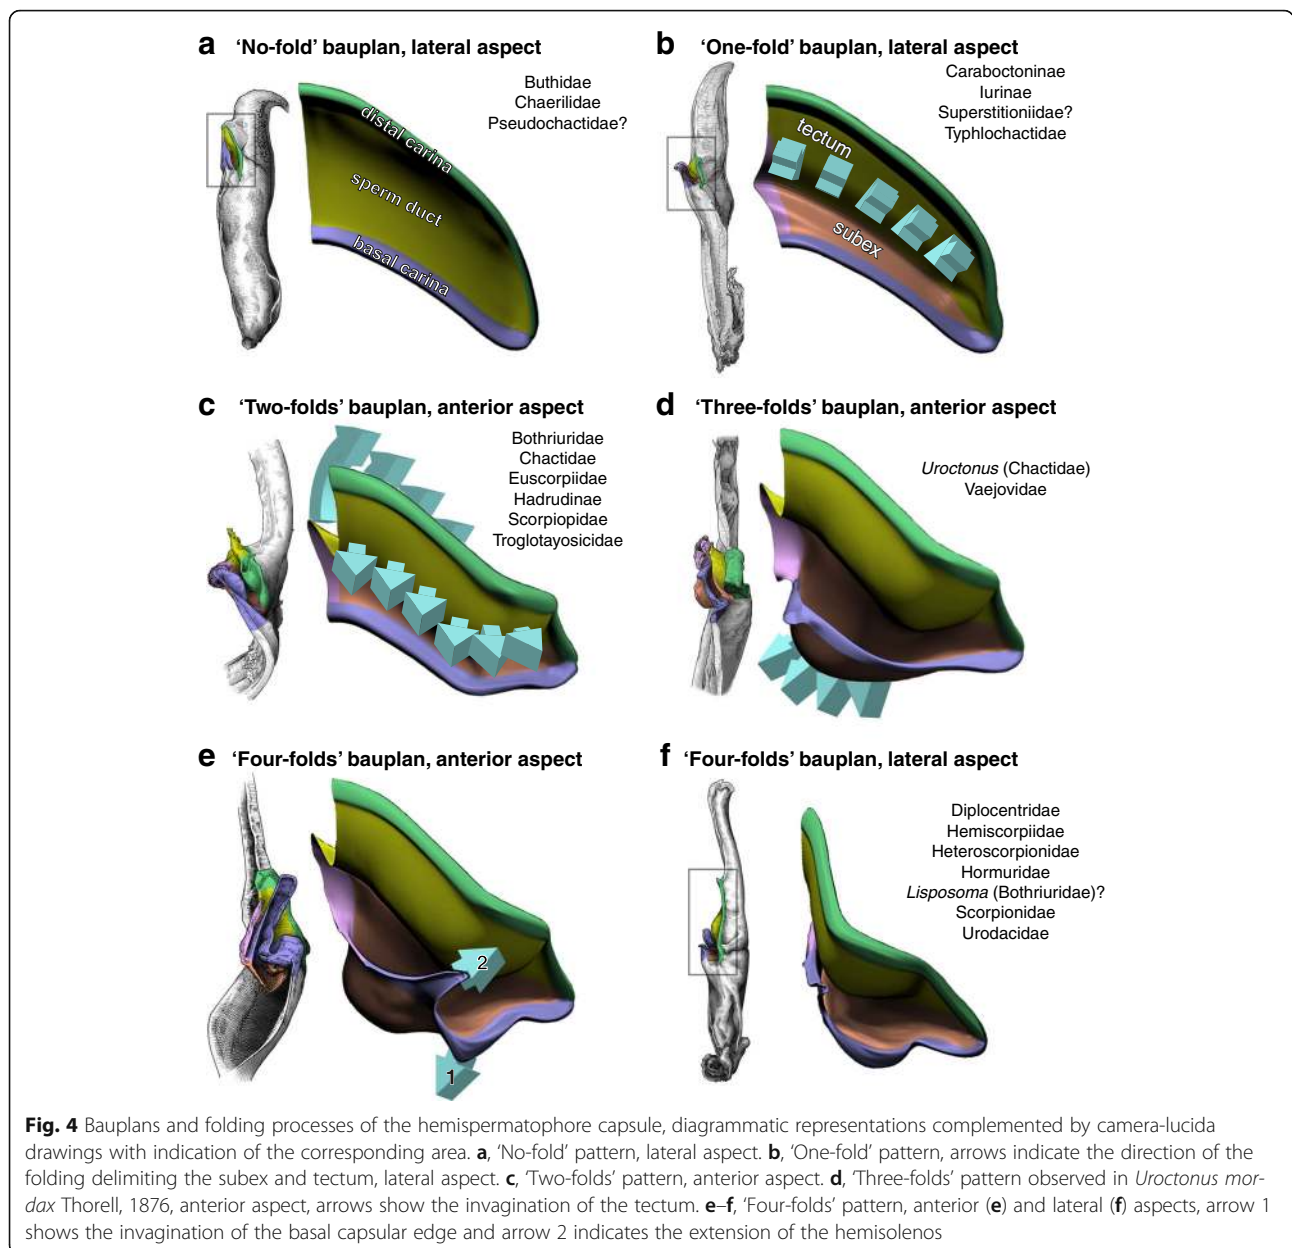 a 'No-fold' bauplan, lateral aspect
Buthidae
Chaerilidae
Pseudochactidae?
distal carina
sperm duct
basal carina
b 'One-fold' bauplan, lateral aspect
Caraboctoninae
Iurinae
Superstitioniidae?
Typhlochactidae
tectum
subex
c 'Two-folds' bauplan, anterior aspect
Bothriuridae
Chactidae
Euscorpiidae
Hadrudinae
Scorpiopidae
Troglotayosicidae
d 'Three-folds' bauplan, anterior aspect
Uroctonus (Chactidae)
Vaejovidae
e 'Four-folds' bauplan, anterior aspect
2
1
f 'Four-folds' bauplan, lateral aspect
Diplocentridae
Hemiscorpiidae
Heteroscorpionidae
Hormuridae
Lisposoma (Bothriuridae)?
Scorpionidae
Urodacidae
Fig. 4 Bauplans and folding processes of the hemispermatophore capsule, diagrammatic representations complemented by camera-lucida
drawings with indication of the corresponding area. a, 'No-fold' pattern, lateral aspect. b, 'One-fold' pattern, arrows indicate the direction of the
folding delimiting the subex and tectum, lateral aspect. c, 'Two-folds' pattern, anterior aspect. d, 'Three-folds' pattern observed in Uroctonus mor-
dax Thorell, 1876, anterior aspect, arrows show the invagination of the tectum. e–f, 'Four-folds' pattern, anterior (e) and lateral (f) aspects, arrow 1
shows the invagination of the basal capsular edge and arrow 2 indicates the extension of the hemisolenos